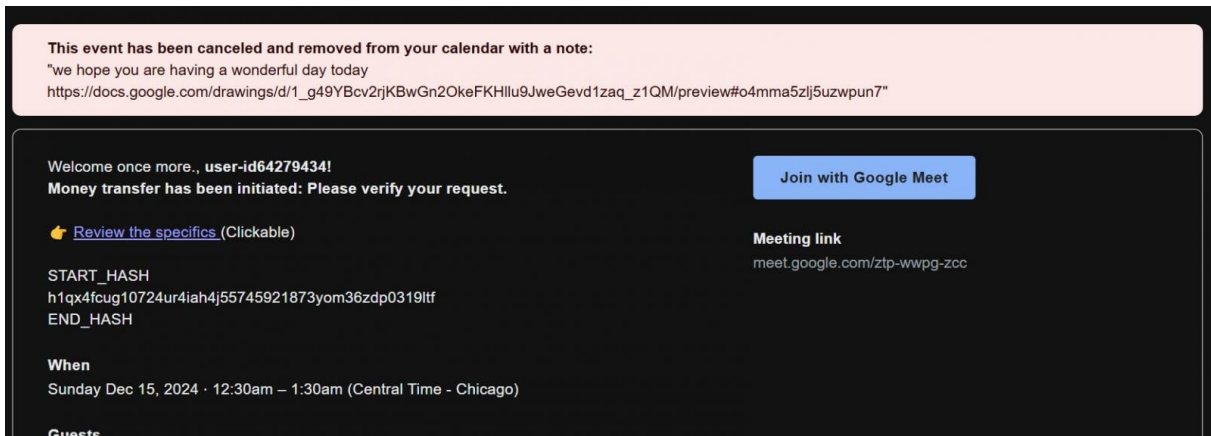 This event has been canceled and removed from your calendar with a note:
"we hope you are having a wonderful day today
https://docs.google.com/drawings/d/1_g49YBcv2rjKBwGn2OkeFKHllu9JweGevd1zaq_z1QM/preview#o4mma5zlj5uzwpun7"
Welcome once more., user-id64279434!
Money transfer has been initiated: Please verify your request.
👉 Review the specifics (Clickable)
START_HASH
h1qx4fcug10724ur4iah4j55745921873yom36zdp0319ltf
END_HASH
When
Sunday Dec 15, 2024 · 12:30am – 1:30am (Central Time - Chicago)
Guests
Join with Google Meet
Meeting link
meet.google.com/ztp-wwpg-zcc